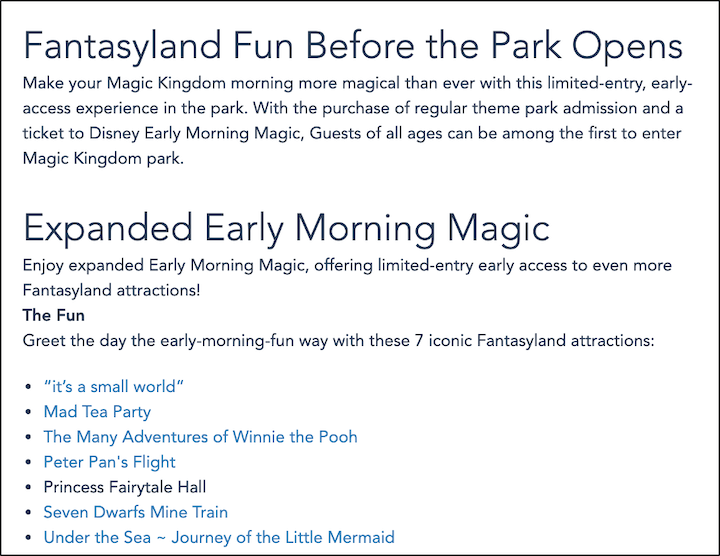 Fantasyland Fun Before the Park Opens
Make your Magic Kingdom morning more magical than ever with this limited-entry, early-
access experience in the park. With the purchase of regular theme park admission and a
ticket to Disney Early Morning Magic, Guests of all ages can be among the first to enter
Magic Kingdom park.
Expanded Early Morning Magic
Enjoy expanded Early Morning Magic, offering limited-entry early access to even more
Fantasyland attractions!
The Fun
Greet the day the early-morning-fun way with these 7 iconic Fantasyland attractions:
• “it’s a small world“
• Mad Tea Party
• The Many Adventures of Winnie the Pooh
• Peter Pan's Flight
• Princess Fairytale Hall
• Seven Dwarfs Mine Train
• Under the Sea ~ Journey of the Little Mermaid